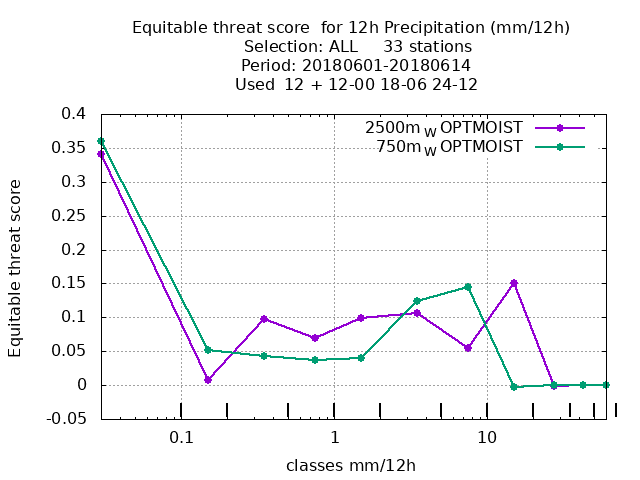 Equitable threat score  for 12h Precipitation (mm/12h)
Selection: ALL     33 stations
Period: 20180601-20180614
Used  12 + 12-00 18-06 24-12
2500m W OPTMOIST
750m W OPTMOIST
0.4
0.35
0.3
0.25
0.2
0.15
0.1
0.05
0
-0.05
Equitable threat score
0.1
1
10
classes mm/12h